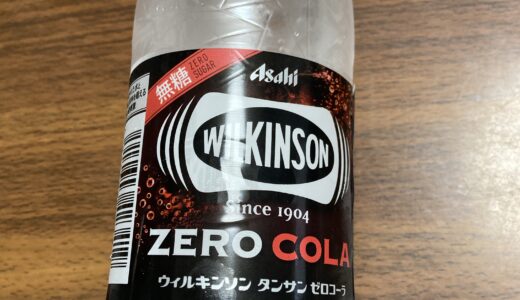 無糖 ZERO SUGAR
Asahi
WILKINSON
Since 1904
ZERO COLA
ウィルキンソン タンサン ゼロコーラ